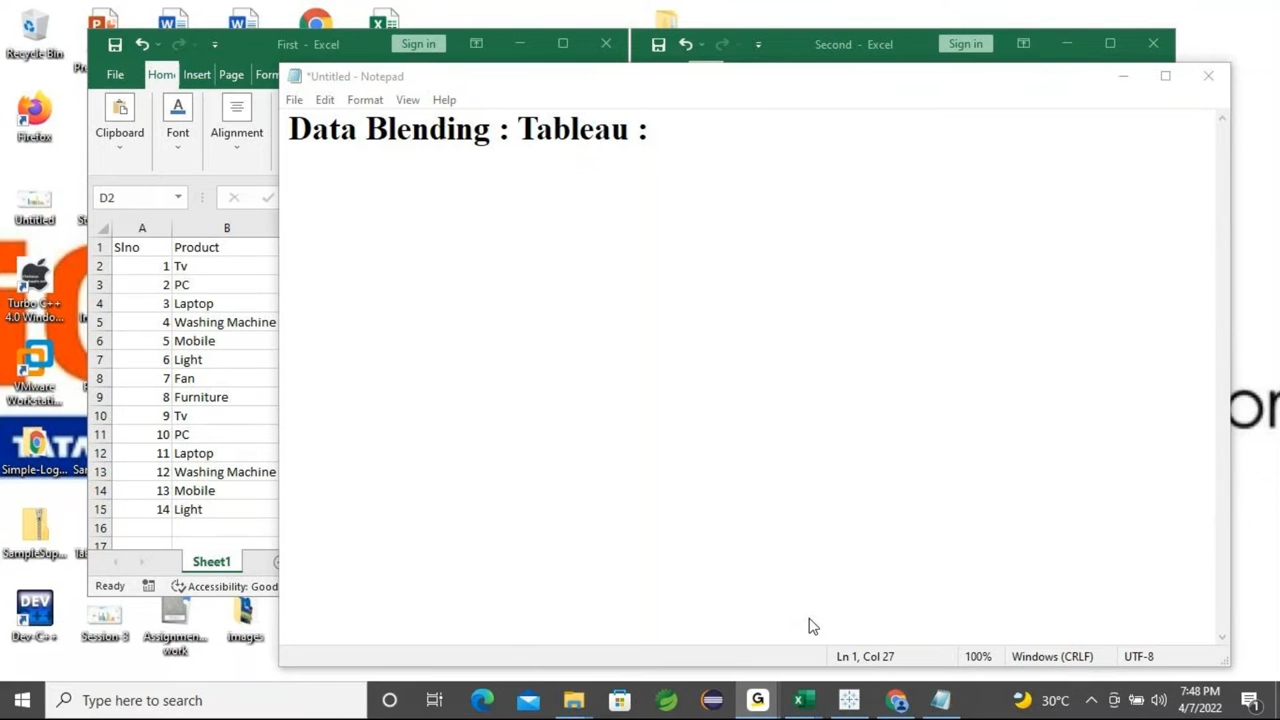 Recycle Bin
Firefox
Untitled
Turbo C++
4.0 Windo...
VMware
Workstati...
TATA
Simple-Log...
SampleSup...
Dev-C++
Session-3
Assignmen...
work
images
First - Excel
Sign in
Second - Excel
Sign in
File
Home
Insert
Page
Form
Clipboard
Font
Alignment
D2
A
B
1 Slno Product
2 1 Tv
3 2 PC
4 3 Laptop
5 4 Washing Machine
6 5 Mobile
7 6 Light
8 7 Fan
9 8 Furniture
10 9 Tv
11 10 PC
12 11 Laptop
13 12 Washing Machine
14 13 Mobile
15 14 Light
16
17
Sheet1
Ready
Accessibility: Good
*Untitled - Notepad
File Edit Format View Help
Data Blending : Tableau :
Ln 1, Col 27
100%
Windows (CRLF)
UTF-8
or
Type here to search
30°C
7:48 PM
4/7/2022